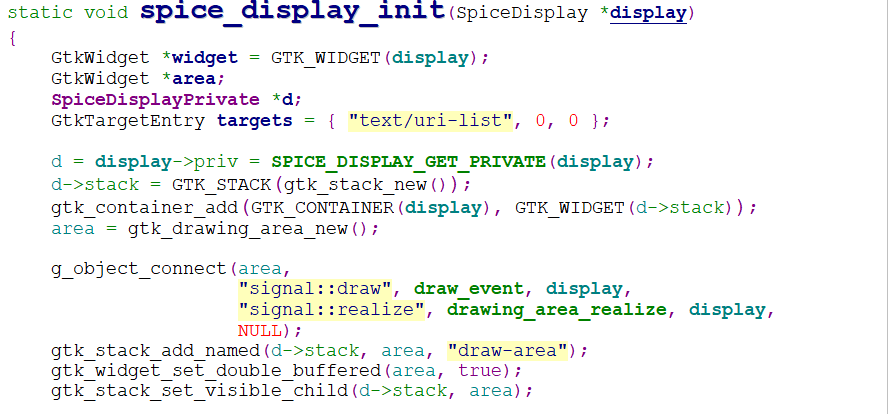 static void spice_display_init(SpiceDisplay *display)
{
    GtkWidget *widget = GTK_WIDGET(display);
    GtkWidget *area;
    SpiceDisplayPrivate *d;
    GtkTargetEntry targets = { "text/uri-list", 0, 0 };

    d = display->priv = SPICE_DISPLAY_GET_PRIVATE(display);
    d->stack = GTK_STACK(gtk_stack_new());
    gtk_container_add(GTK_CONTAINER(display), GTK_WIDGET(d->stack));
    area = gtk_drawing_area_new();

    g_object_connect(area,
                     "signal::draw", draw_event, display,
                     "signal::realize", drawing_area_realize, display,
                     NULL);
    gtk_stack_add_named(d->stack, area, "draw-area");
    gtk_widget_set_double_buffered(area, true);
    gtk_stack_set_visible_child(d->stack, area);